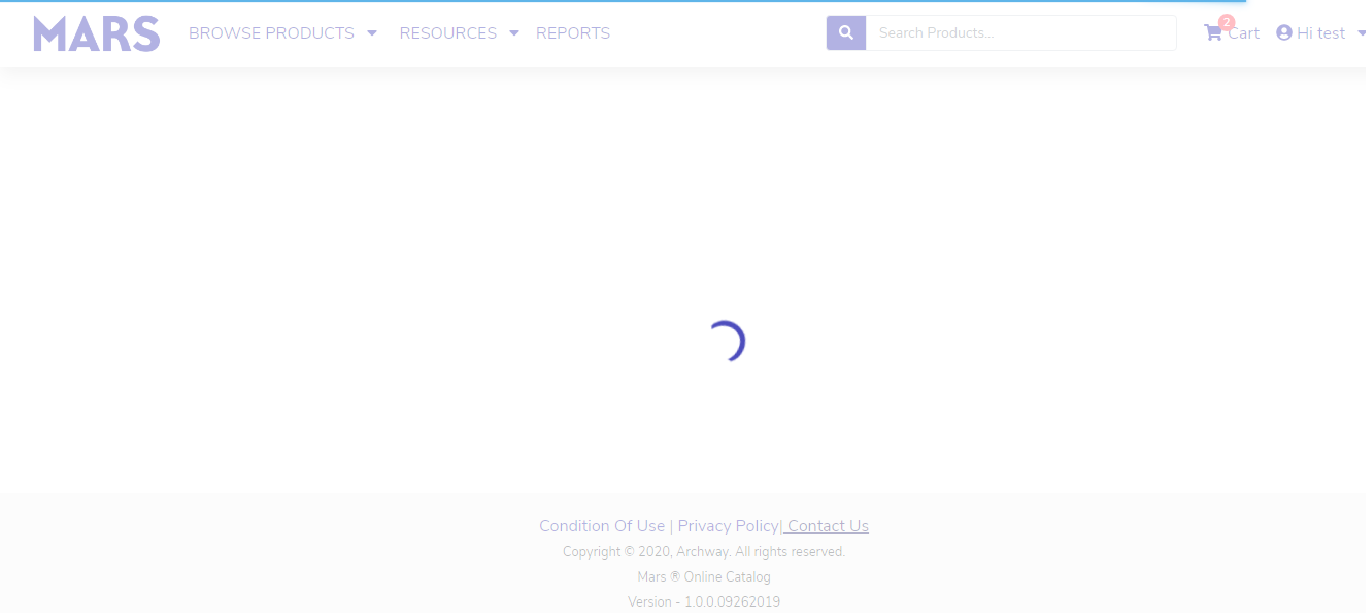 MARS BROWSE PRODUCTS RESOURCES REPORTS Search Products... 2 Cart Hi test
Condition Of Use | Privacy Policy| Contact Us
Copyright © 2020, Archway. All rights reserved.
Mars ® Online Catalog
Version - 1.0.0.09262019